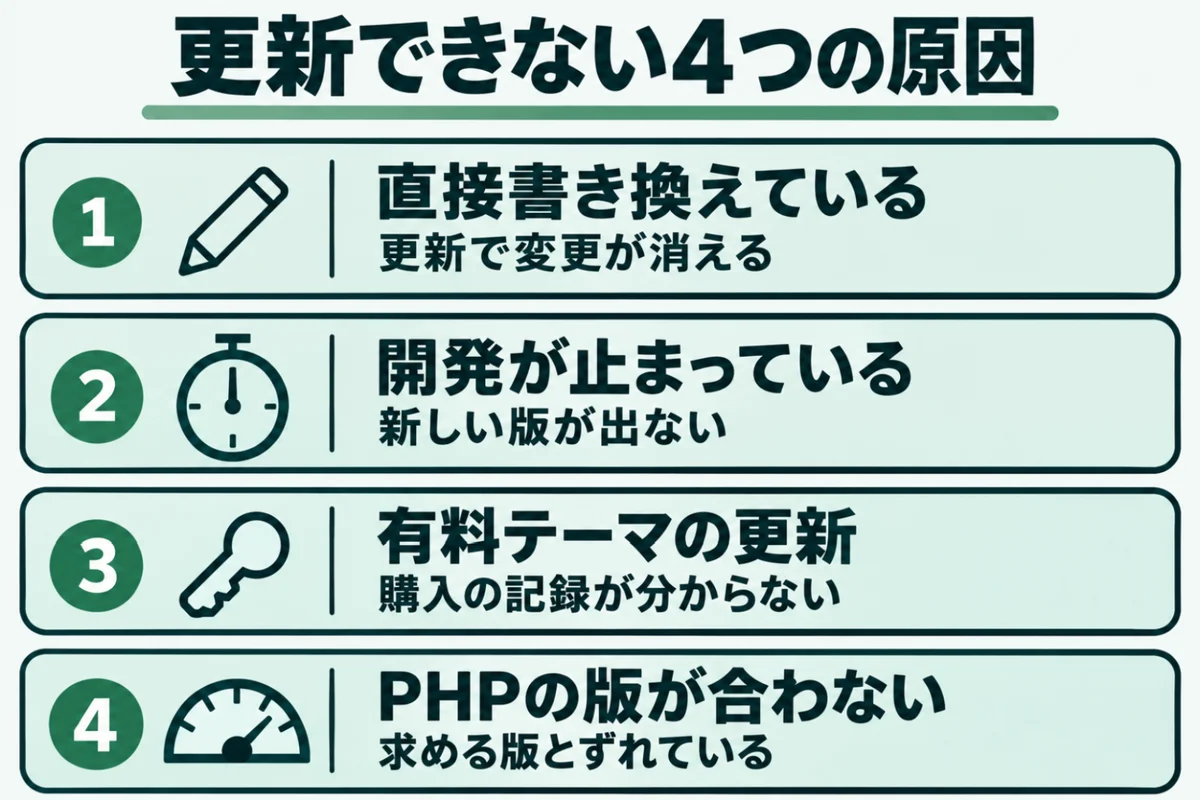 更新できない4つの原因
1
直接書き換えている
更新で変更が消える
2
開発が止まっている
新しい版が出ない
3
有料テーマの更新
購入の記録が分からない
4
PHPの版が合わない
求める版とずれている